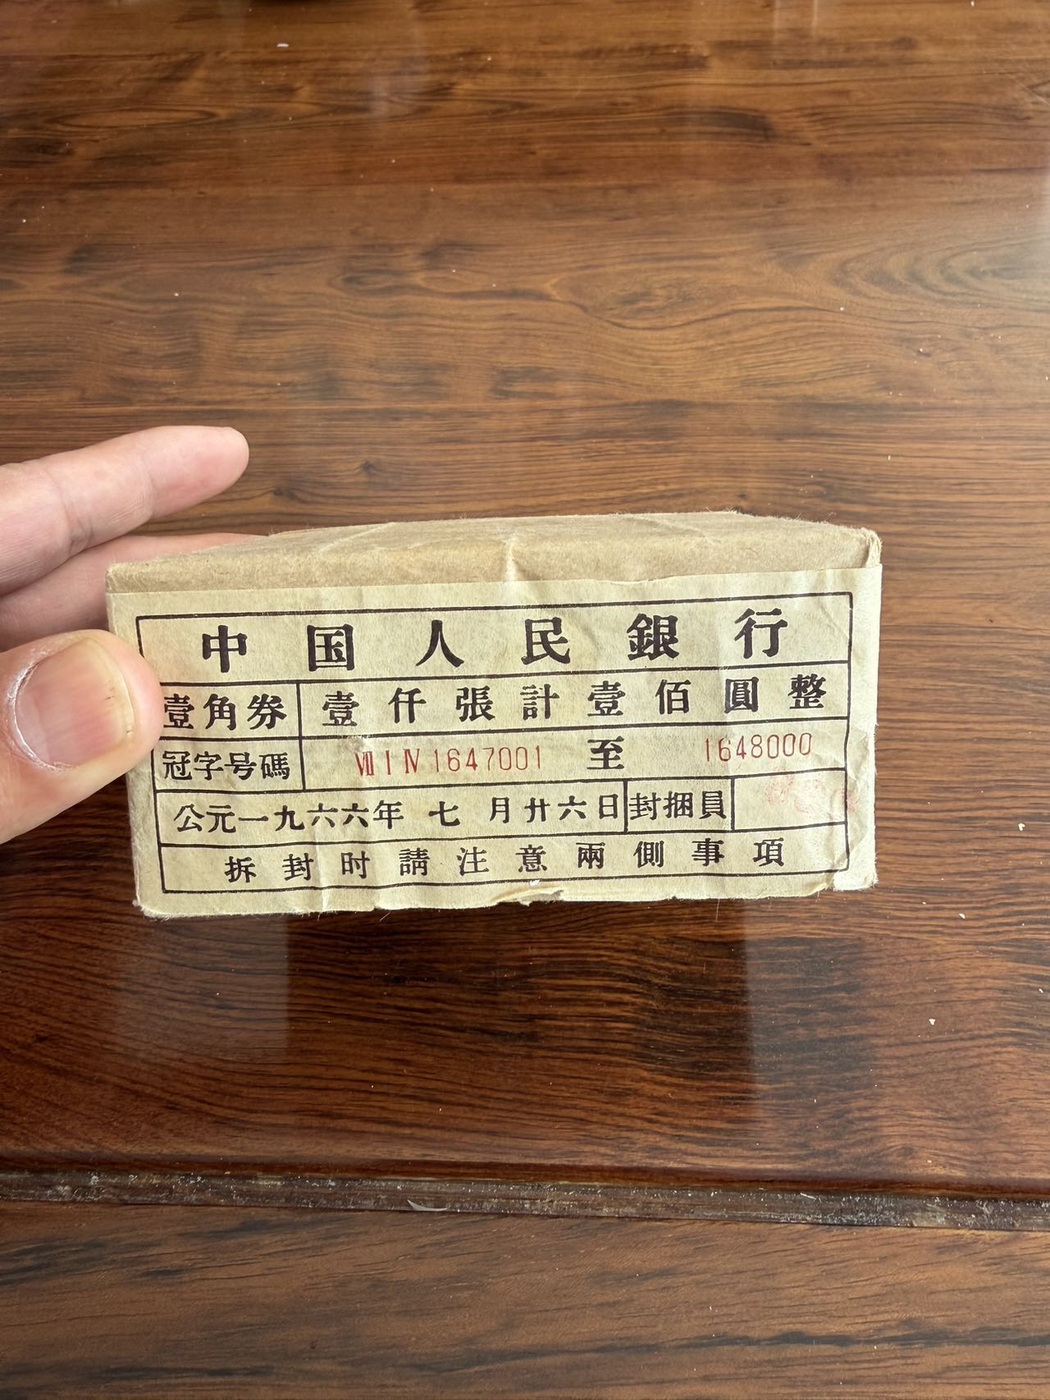 中国人民銀行
壹角券 壹仟張計壹佰圓整
冠字号碼 Ⅶ Ⅰ Ⅳ 1647001 至 1648000
公元一九六六年 七 月廿六日 封捆員
拆封时請注意兩側事項